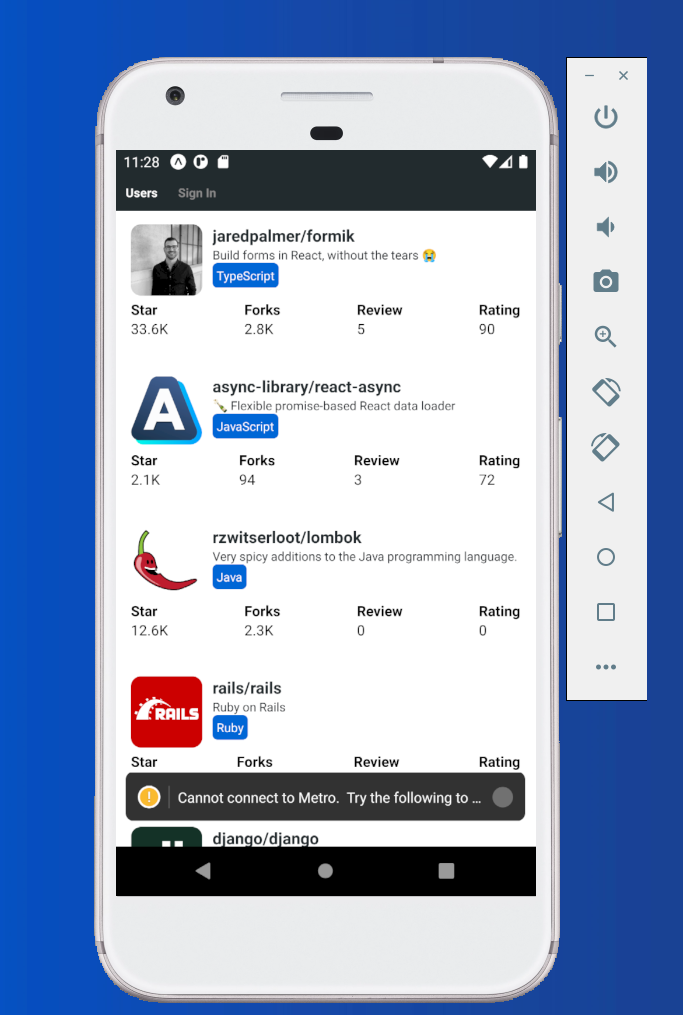 11:28
Users Sign In
jaredpalmer/formik
Build forms in React, without the tears 😭
TypeScript
Star Forks Review Rating
33.6K 2.8K 5 90
A
async-library/react-async
🍾 Flexible promise-based React data loader
JavaScript
Star Forks Review Rating
2.1K 94 3 72
rzwitserloot/lombok
Very spicy additions to the Java programming language.
Java
Star Forks Review Rating
12.6K 2.3K 0 0
RAILS
rails/rails
Ruby on Rails
Ruby
Star Forks Review Rating
Cannot connect to Metro. Try the following to ...
django/django